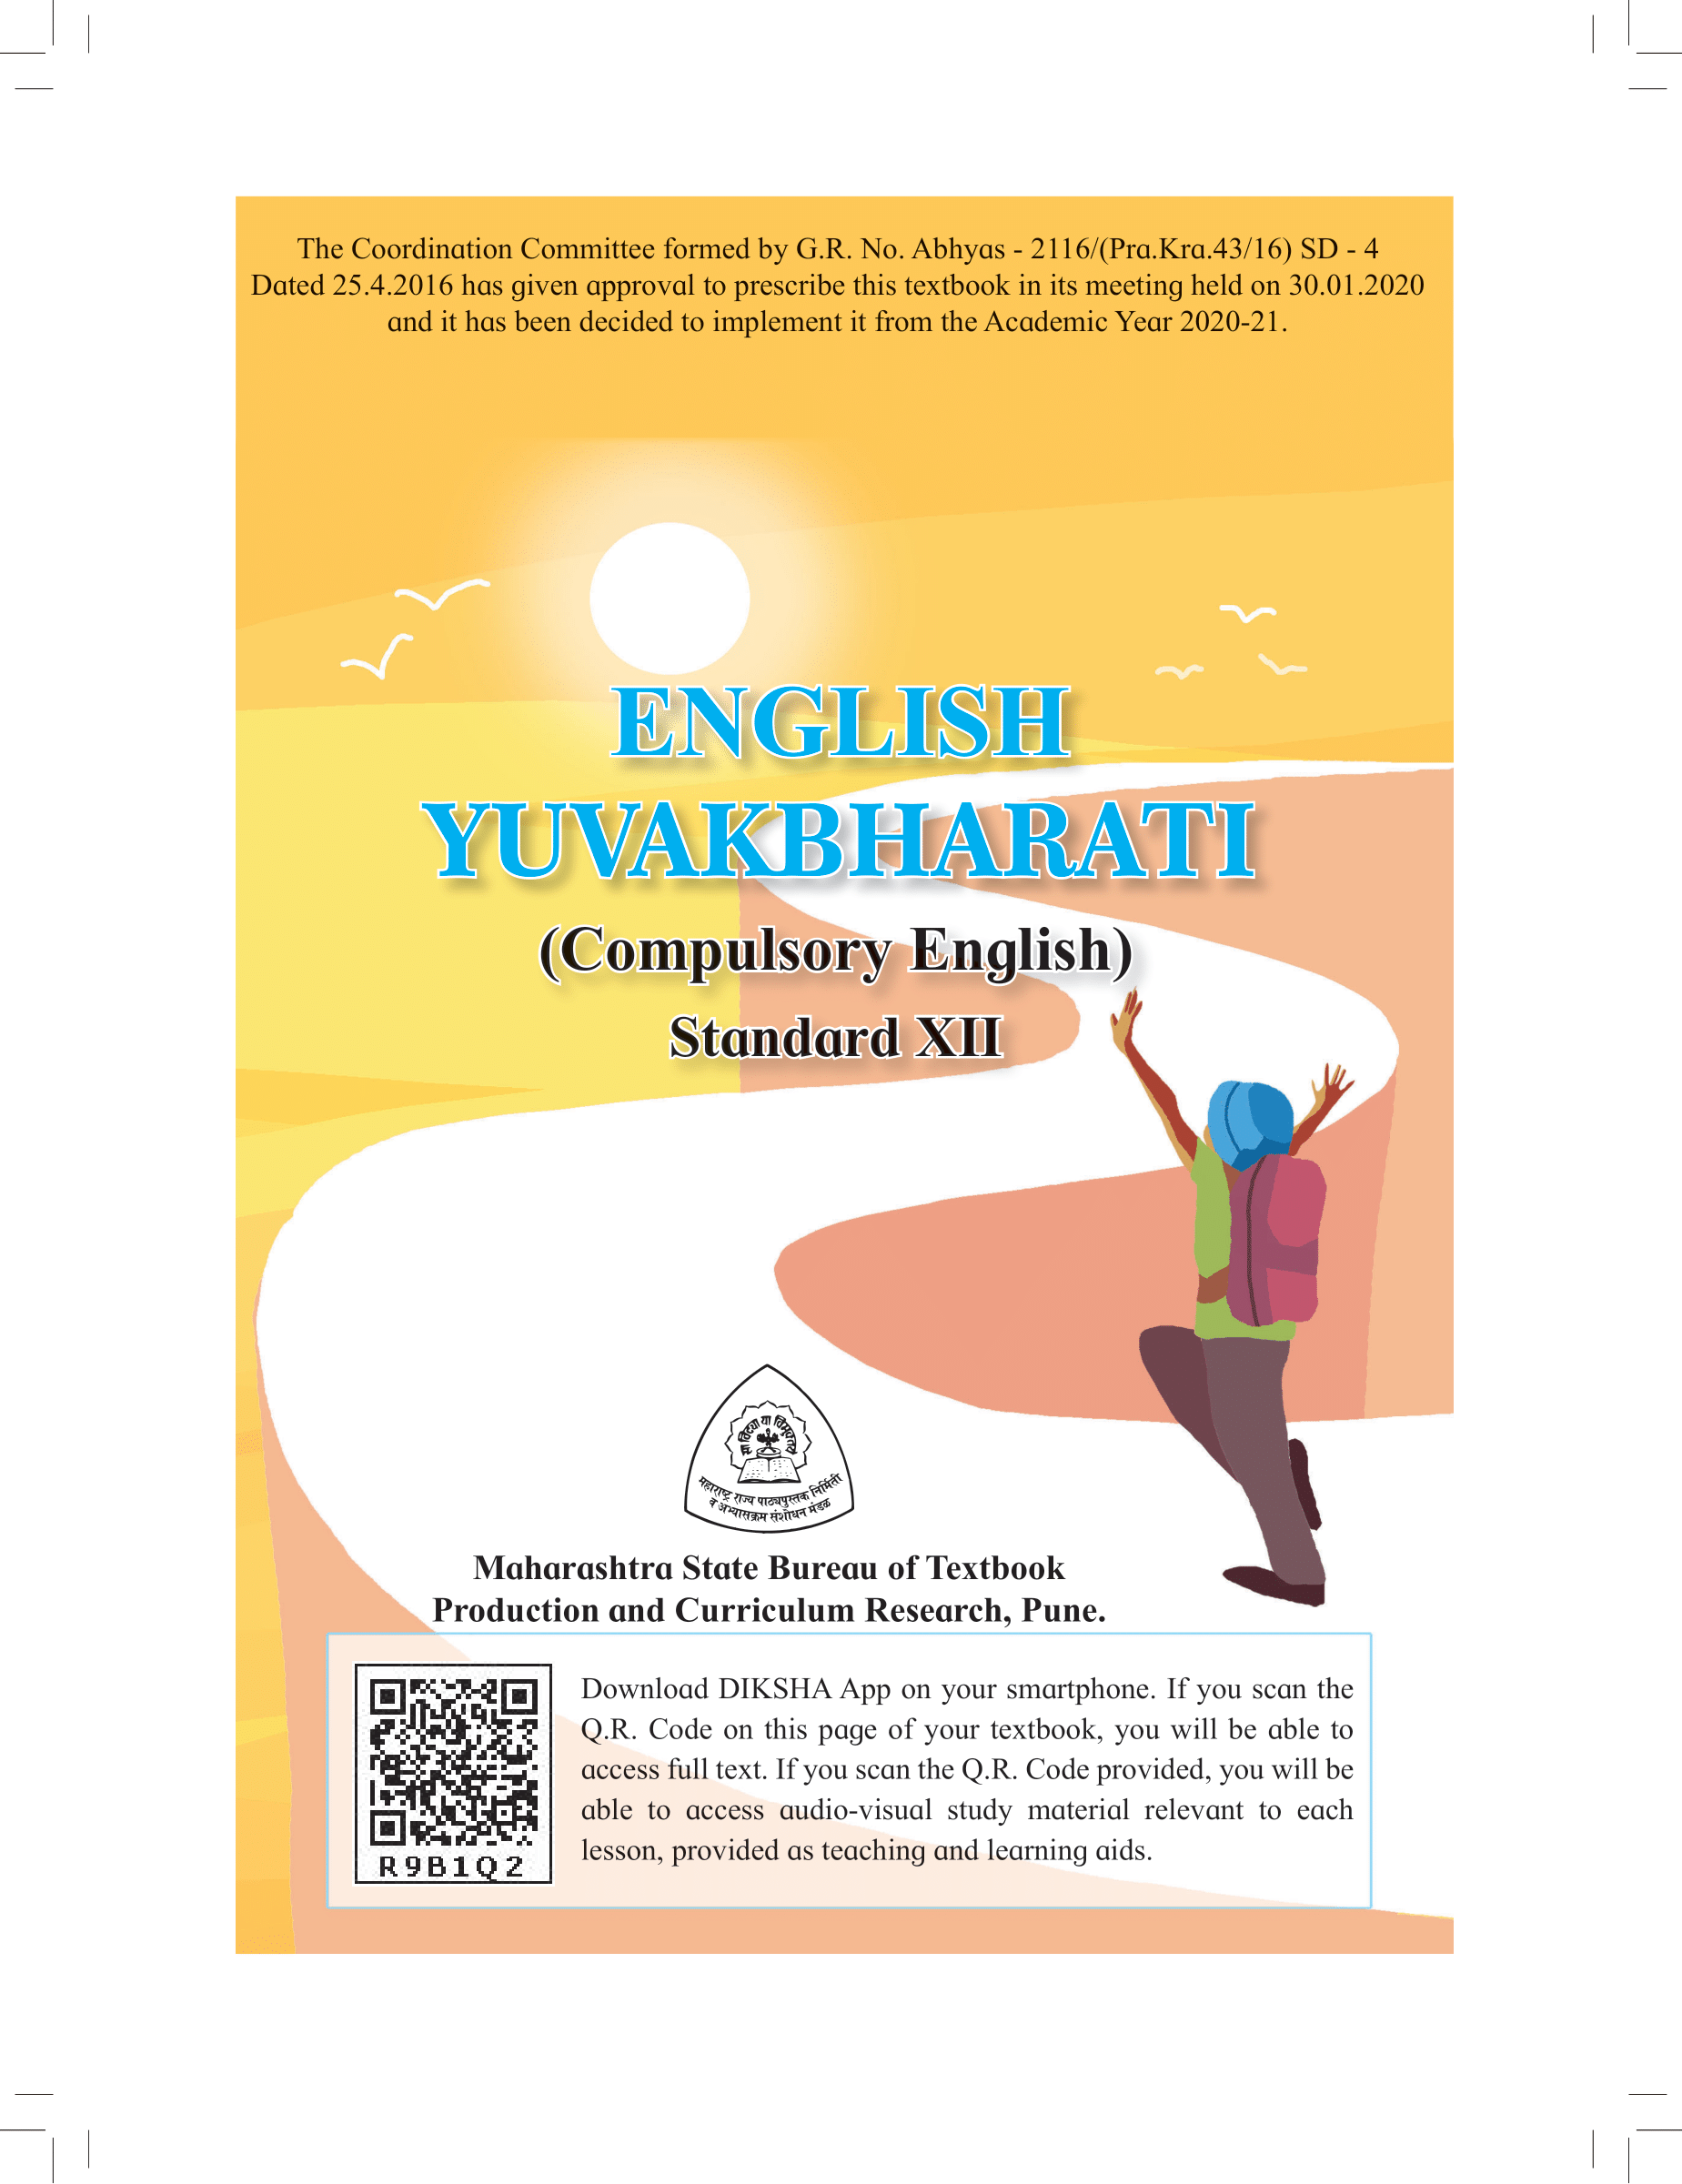 The Coordination Committee formed by G.R. No. Abhyas - 2116/(Pra.Kra.43/16) SD - 4
Dated 25.4.2016 has given approval to prescribe this textbook in its meeting held on 30.01.2020
and it has been decided to implement it from the Academic Year 2020-21.
ENGLISH
YUVAKBHARATI
(Compulsory English)
Standard XII
सा विद्या या विमुक्तये
महाराष्ट्र राज्य पाठ्यपुस्तक निर्मिती
व अभ्यासक्रम संशोधन मंडळ
Maharashtra State Bureau of Textbook
Production and Curriculum Research, Pune.
Download DIKSHA App on your smartphone. If you scan the
Q.R. Code on this page of your textbook, you will be able to
access full text. If you scan the Q.R. Code provided, you will be
able to access audio-visual study material relevant to each
lesson, provided as teaching and learning aids.
R9B1Q2